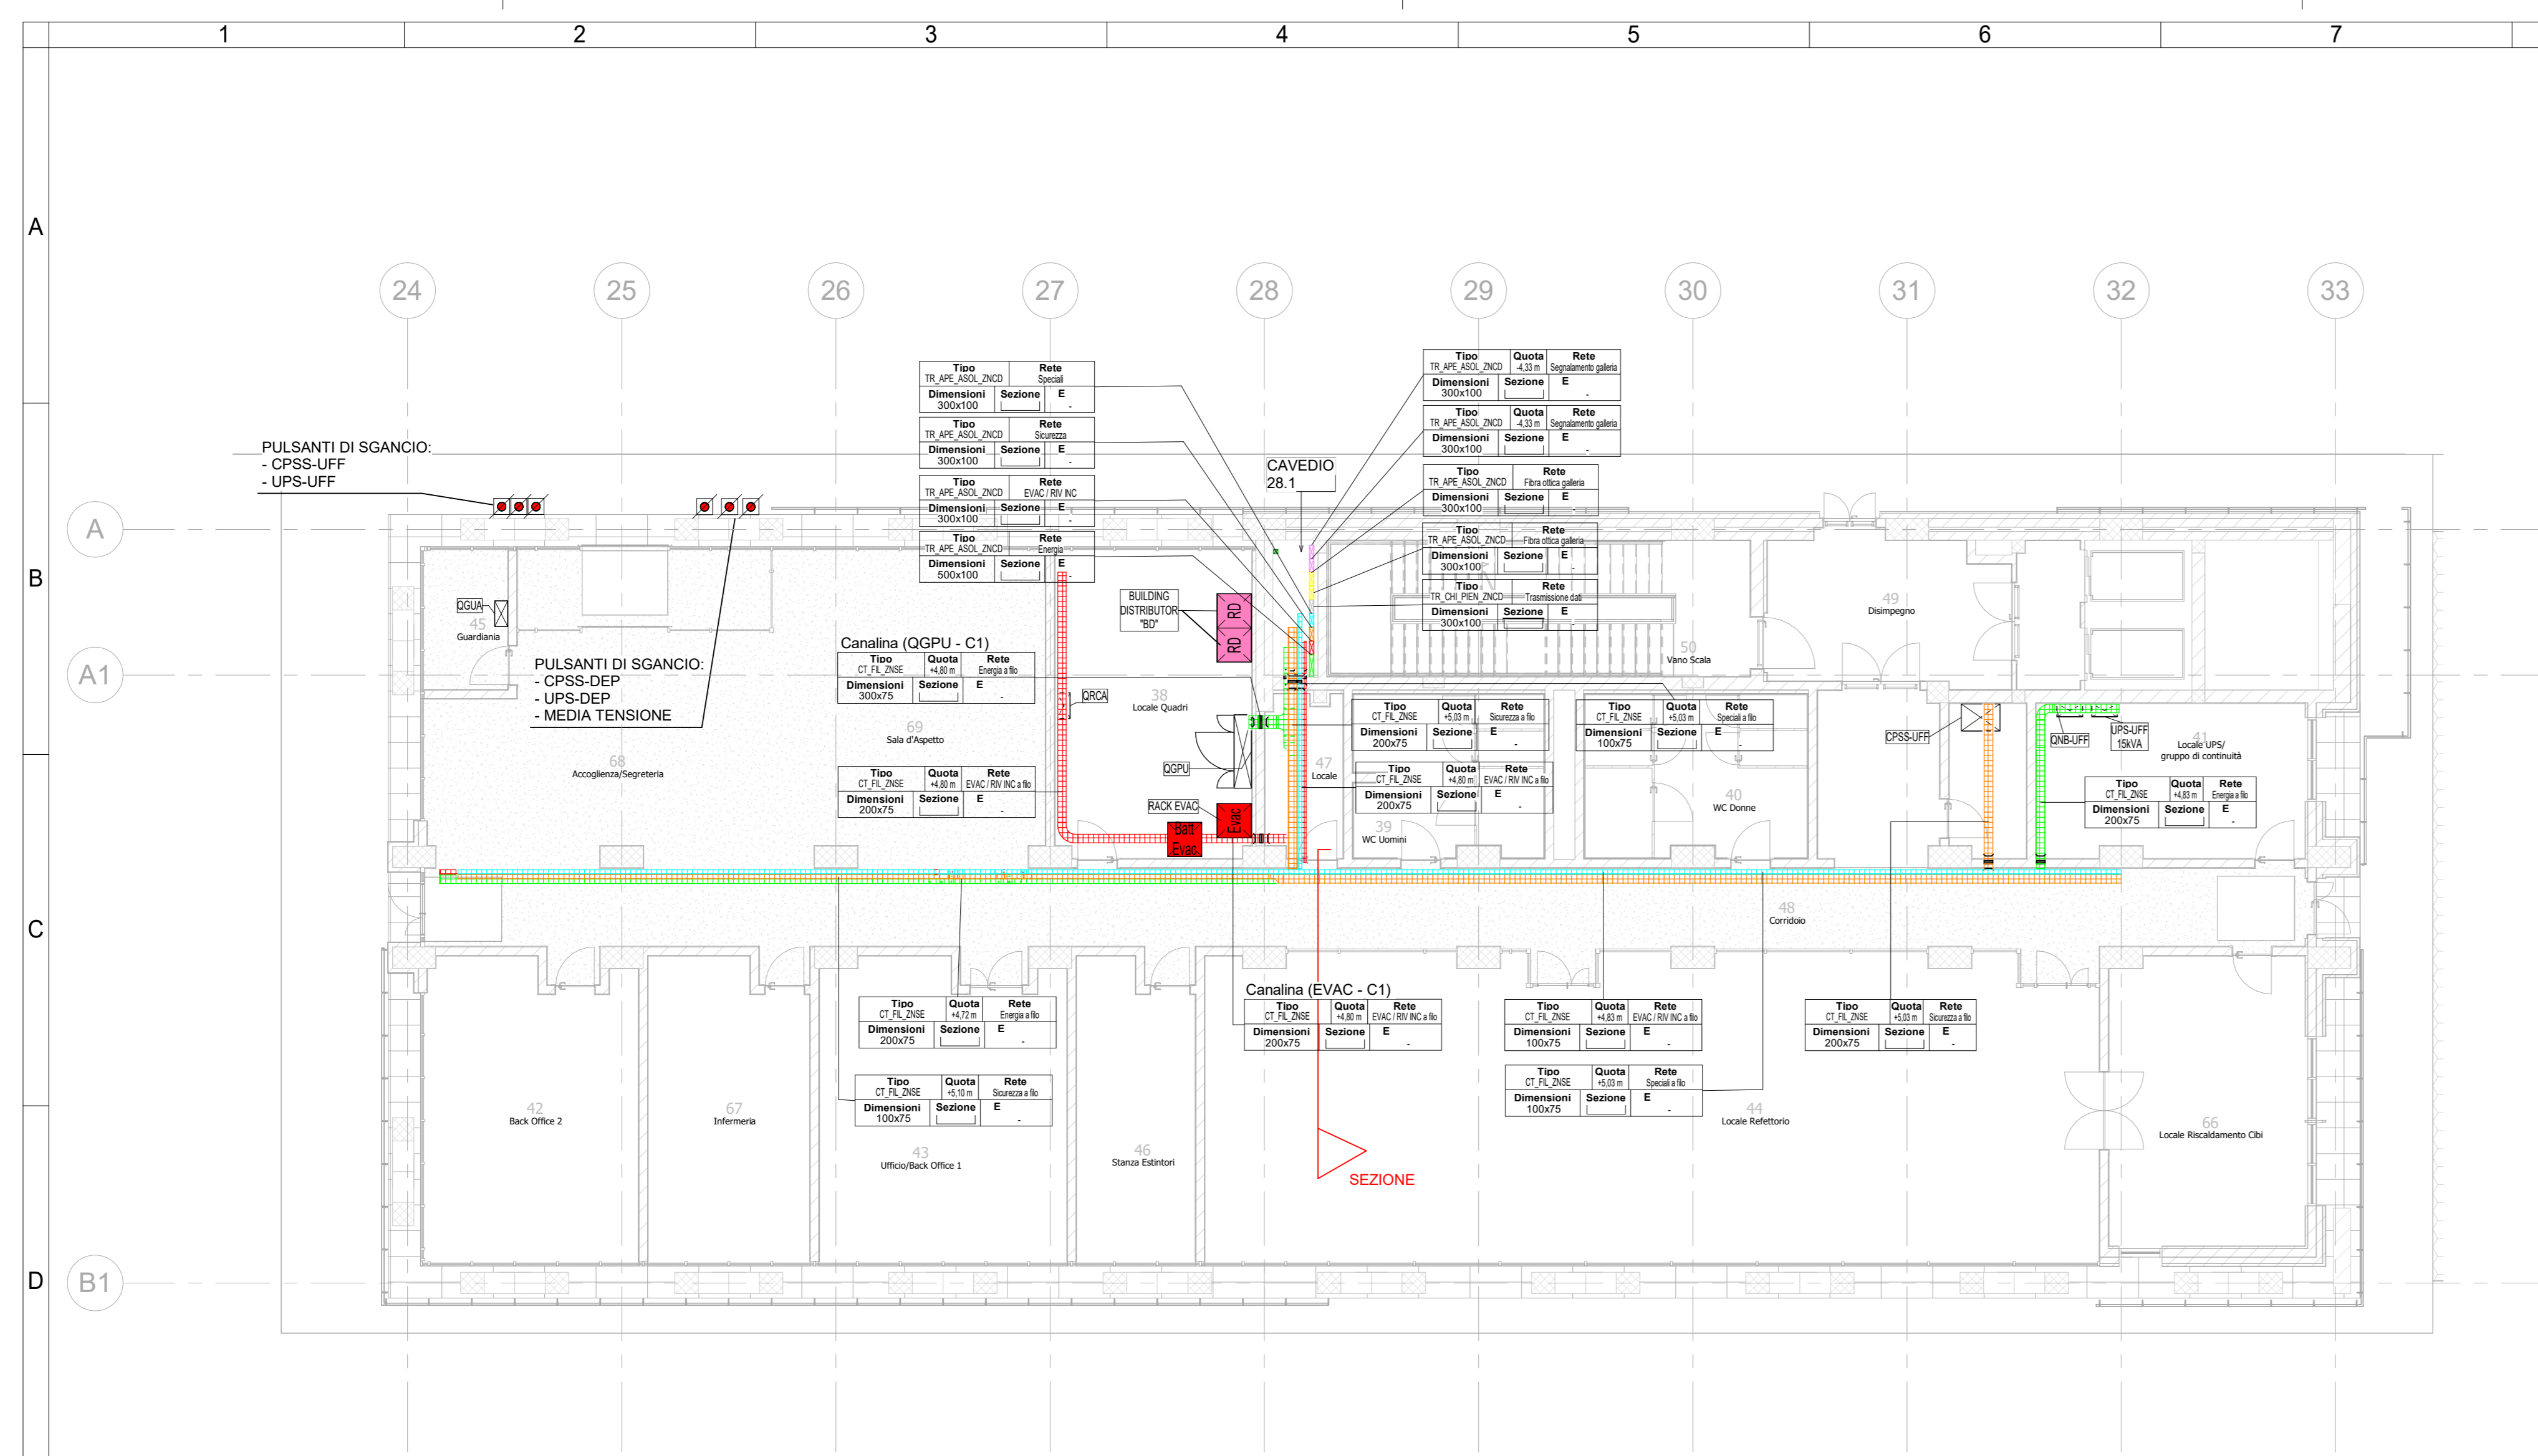 1 2 3 4 5 6 7
A
B
C
D
24 25 26 27 28 29 30 31 32 33
A
A1
B1
PULSANTI DI SGANCIO:
- CPSS-UFF
- UPS-UFF
PULSANTI DI SGANCIO:
- CPSS-DEP
- UPS-DEP
- MEDIA TENSIONE
Tipo Rete
TR_APE_ASOL_ZNCD Speciali
Dimensioni Sezione E
300x100 -
Tipo Rete
TR_APE_ASOL_ZNCD Sicurezza
Dimensioni Sezione E
300x100 -
Tipo Rete
TR_APE_ASOL_ZNCD EVAC / RIV INC
Dimensioni Sezione E
300x100 -
Tipo Rete
TR_APE_ASOL_ZNCD Energia
Dimensioni Sezione E
500x100 -
CAVEDIO
28.1
Tipo Quota Rete
TR_APE_ASOL_ZNCD -4,33 m Segnalamento galleria
Dimensioni Sezione E
300x100 -
Tipo Quota Rete
TR_APE_ASOL_ZNCD -4,33 m Segnalamento galleria
Dimensioni Sezione E
300x100 -
Tipo Rete
TR_APE_ASOL_ZNCD Fibra ottica galleria
Dimensioni Sezione E
300x100 -
Tipo Rete
TR_APE_ASOL_ZNCD Fibra ottica galleria
Dimensioni Sezione E
300x100 -
Tipo Rete
TR_CHI_PIEN_ZNCD Trasmissione dati
Dimensioni Sezione E
300x100 -
QGUA
45
Guardiania
BUILDING
DISTRIBUTOR
"BD"
RD
RD
Canalina (QGPU - C1)
Tipo Quota Rete
CT_FIL_ZNSE +4,80 m Energia a filo
Dimensioni Sezione E
300x75 -
QRCA
38
Locale Quadri
69
Sala d'Aspetto
68
Accoglienza/Segreteria
Tipo Quota Rete
CT_FIL_ZNSE +4,80 m EVAC / RIV INC a filo
Dimensioni Sezione E
200x75 -
QGPU
RACK EVAC
Evac
Batt
Evac
47
Locale
Tipo Quota Rete
CT_FIL_ZNSE +5,03 m Sicurezza a filo
Dimensioni Sezione E
200x75 -
Tipo Quota Rete
CT_FIL_ZNSE +4,80 m EVAC / RIV INC a filo
Dimensioni Sezione E
200x75 -
39
WC Uomini
Tipo Quota Rete
CT_FIL_ZNSE +5,03 m Speciali a filo
Dimensioni Sezione E
100x75 -
40
WC Donne
50
Vano Scala
49
Disimpegno
CPSS-UFF
QNB-UFF
UPS-UFF
15kVA
41
Locale UPS/
gruppo di continuità
Tipo Quota Rete
CT_FIL_ZNSE +4,83 m Energia a filo
Dimensioni Sezione E
200x75 -
48
Corridoio
Tipo Quota Rete
CT_FIL_ZNSE +4,72 m Energia a filo
Dimensioni Sezione E
200x75 -
Tipo Quota Rete
CT_FIL_ZNSE +5,10 m Sicurezza a filo
Dimensioni Sezione E
100x75 -
Canalina (EVAC - C1)
Tipo Quota Rete
CT_FIL_ZNSE +4,80 m EVAC / RIV INC a filo
Dimensioni Sezione E
200x75 -
Tipo Quota Rete
CT_FIL_ZNSE +4,83 m EVAC / RIV INC a filo
Dimensioni Sezione E
100x75 -
Tipo Quota Rete
CT_FIL_ZNSE +5,03 m Speciali a filo
Dimensioni Sezione E
100x75 -
Tipo Quota Rete
CT_FIL_ZNSE +5,03 m Sicurezza a filo
Dimensioni Sezione E
200x75 -
42
Back Office 2
67
Infermeria
43
Ufficio/Back Office 1
46
Stanza Estintori
44
Locale Refettorio
66
Locale Riscaldamento Cibi
SEZIONE